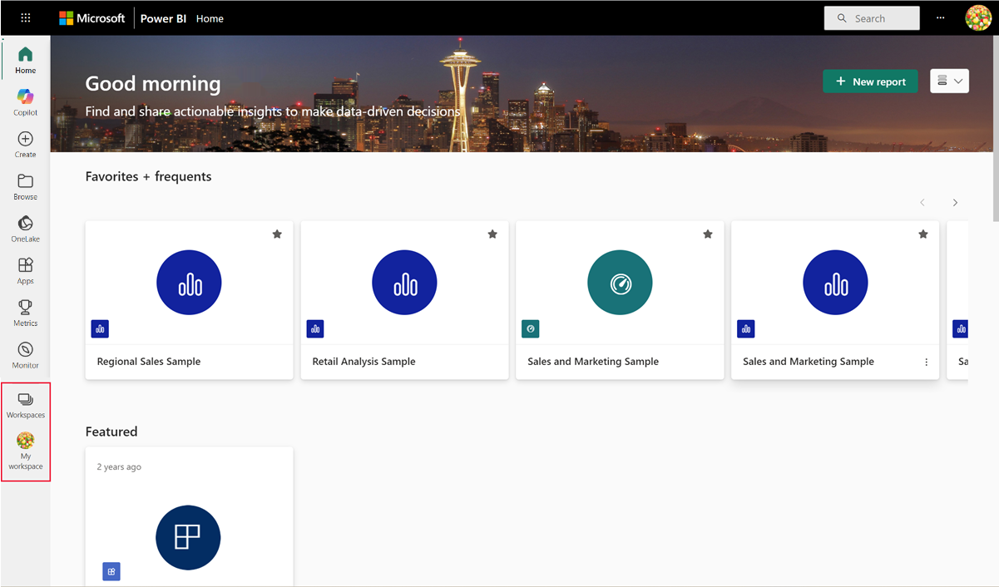 Microsoft
Power BI
Home
Search
Home
Copilot
Create
Browse
OneLake
Apps
Metrics
Monitor
Workspaces
My
workspace
Good morning
Find and share actionable insights to make data-driven decisions
New report
Favorites + frequents
Regional Sales Sample
Retail Analysis Sample
Sales and Marketing Sample
Sales and Marketing Sample
Sa
Featured
2 years ago